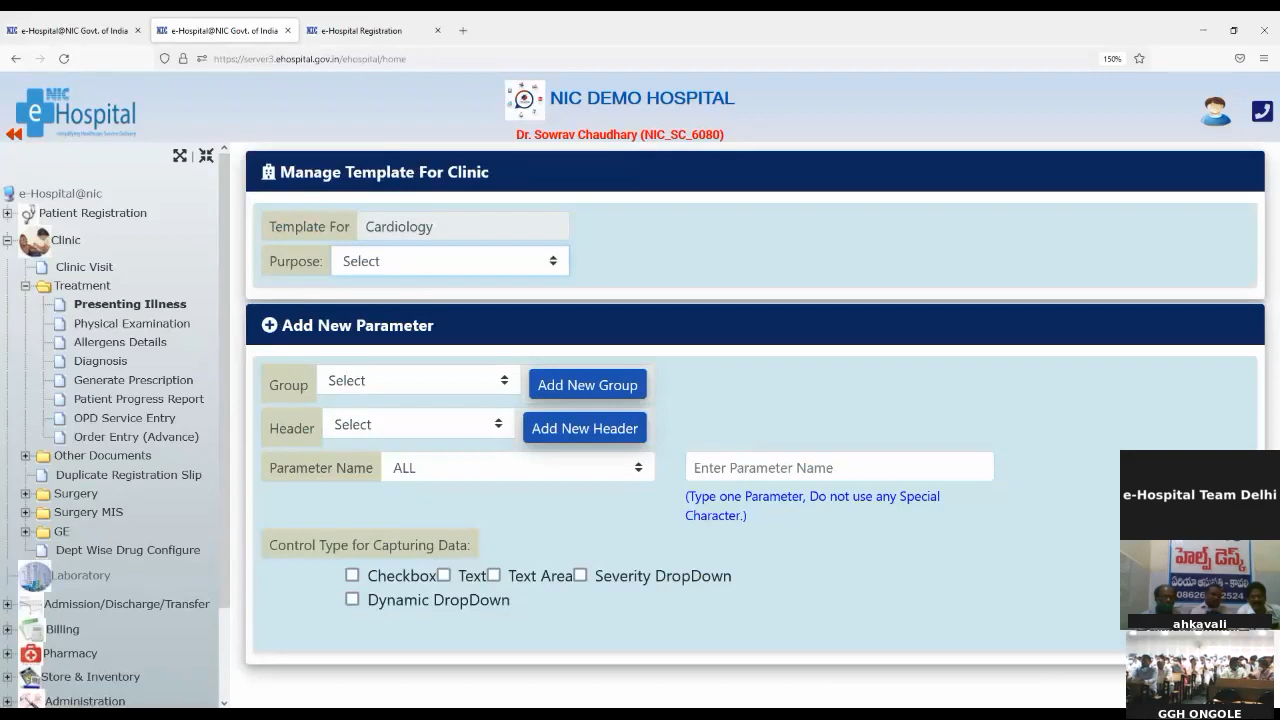 e-Hospital@NIC Govt. of India
e-Hospital@NIC Govt. of India
e-Hospital Registration
https://server3.ehospital.gov.in/ehospital/home
150%
NIC
e Hospital
NIC DEMO HOSPITAL
Dr. Sowrav Chaudhary (NIC_SC_6080)
e-Hospital@nic
Patient Registration
Clinic
Clinic Visit
Treatment
Presenting Illness
Physical Examination
Allergens Details
Diagnosis
Generate Prescription
Patient Progress Report
OPD Service Entry
Order Entry (Advance)
Other Documents
Duplicate Registration Slip
Surgery
Surgery MIS
GE
Dept Wise Drug Configure
Laboratory
Admission/Discharge/Transfer
Billing
Pharmacy
Store & Inventory
Administration
Manage Template For Clinic
Template For Cardiology
Purpose: Select
Add New Parameter
Group Select Add New Group
Header Select Add New Header
Parameter Name ALL Enter Parameter Name
(Type one Parameter, Do not use any Special
Character.)
Control Type for Capturing Data:
Checkbox Text Text Area Severity DropDown
Dynamic DropDown
e-Hospital Team Delhi
హెల్ప్ డెస్క్
ఏరియా ఆసుపత్రి - కావలి
ahkavali
GGH ONGOLE